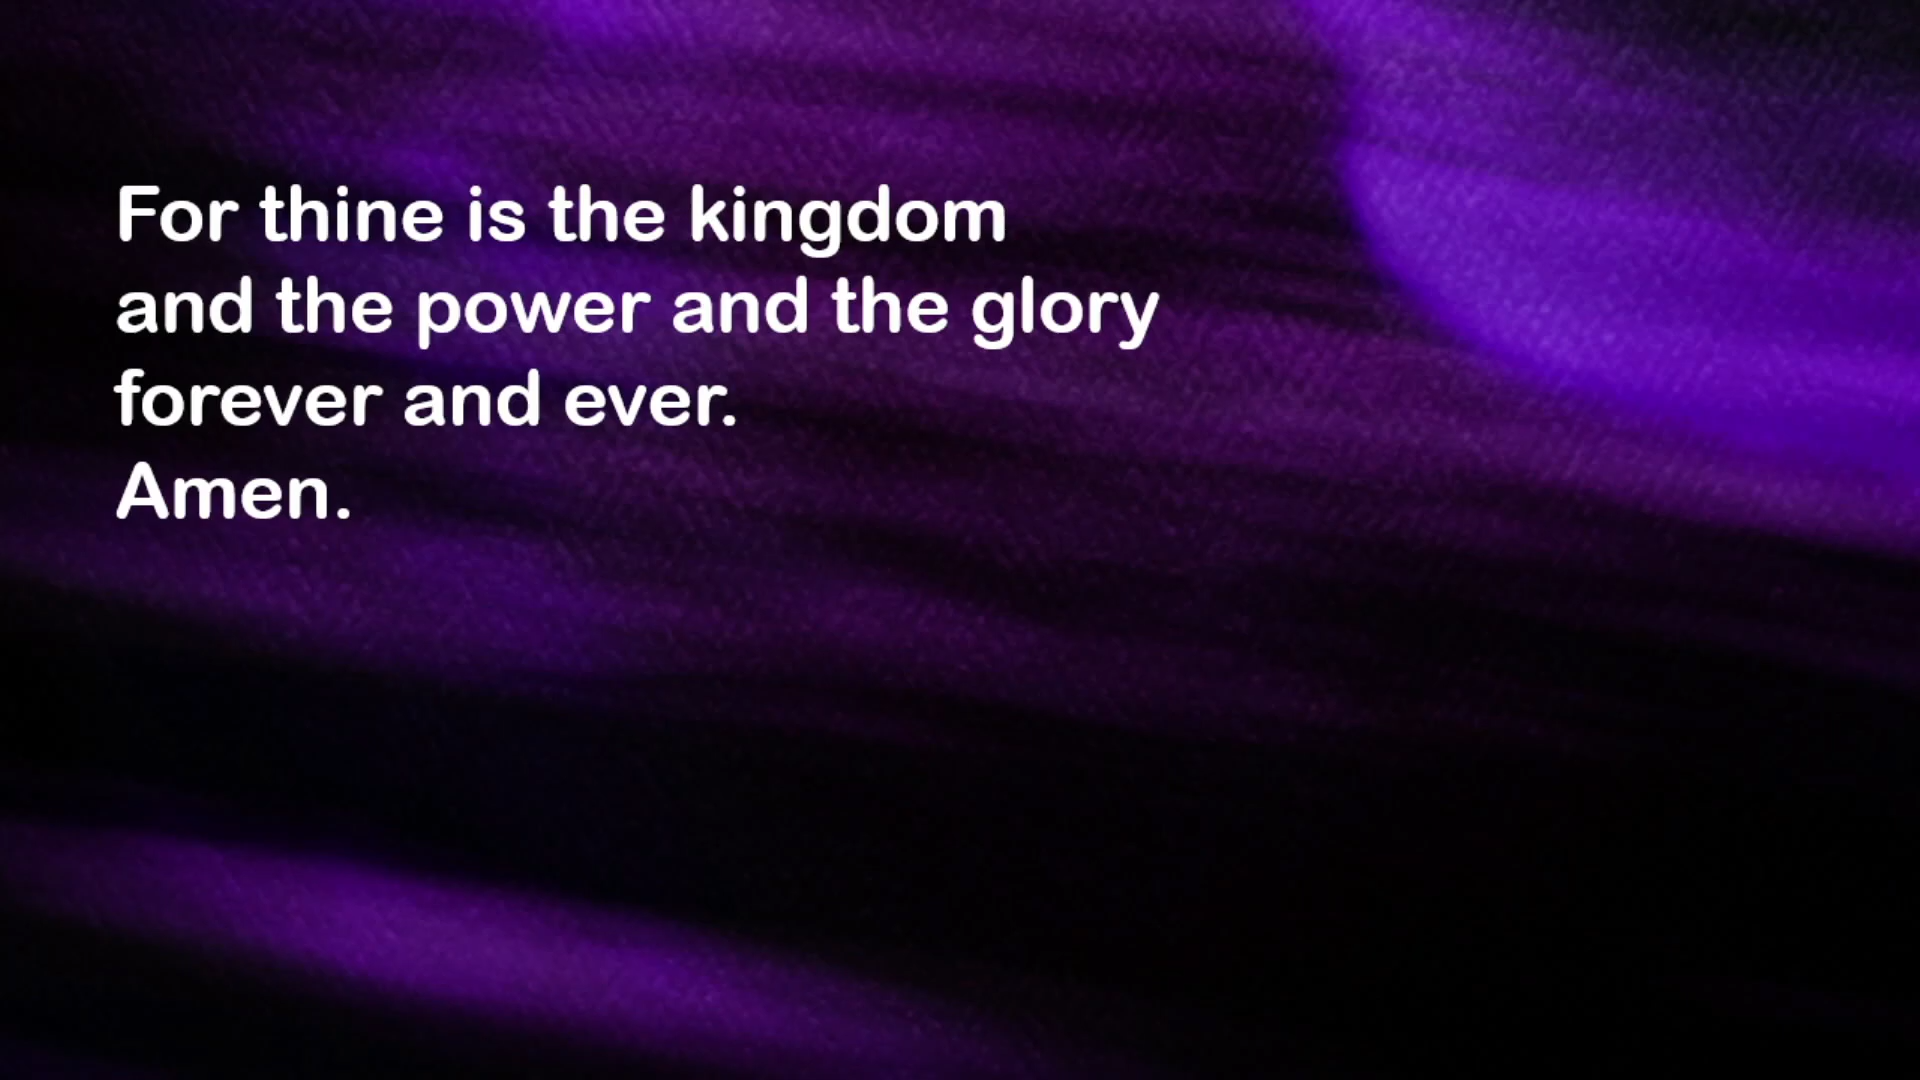 For thine is the kingdom
and the power and the glory
forever and ever.
Amen.